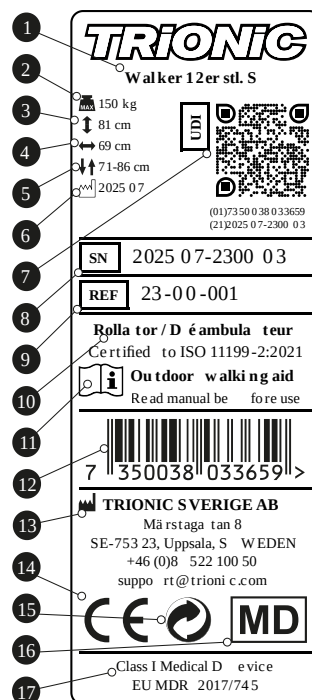 1
TRIONIC
Walker 12er stl. S
2
MAX 150 kg
3
81 cm
4
69 cm
5
71-86 cm
6
2025 07
UDI
(01)7350038033659
(21)2025 07-2300 03
7
8
SN 2025 07-2300 03
9
REF 23-00-001
10
Rollator/Déambulateur
Certified to ISO 11199-2:2021
11
i Outdoor walking aid
Read manual before use
12
7 350038 033659 >
13
TRIONIC SVERIGE AB
Märstagatan 8
SE-753 23, Uppsala, SWEDEN
+46 (0)8 522 100 50
support@trionic.com
14
CE
15
MD
16
17
Class I Medical Device
EU MDR 2017/745